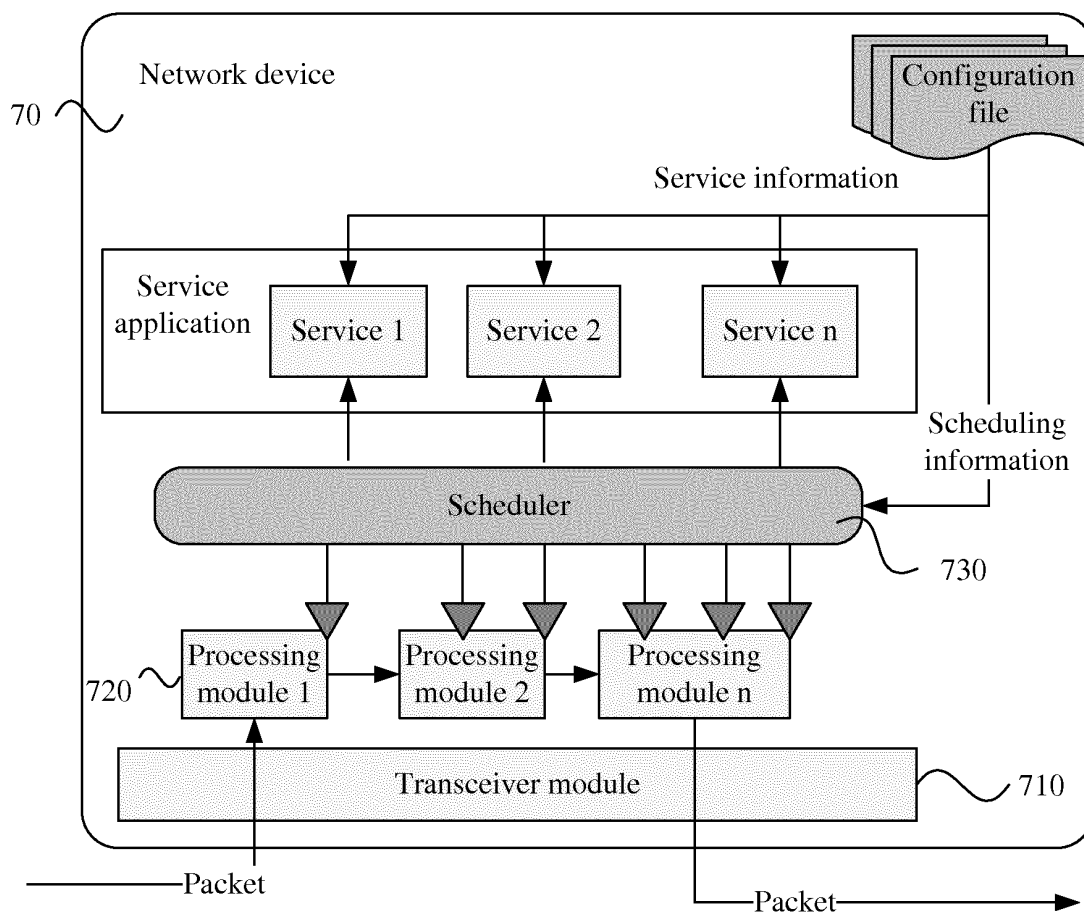 Network device
Configuration
file
70
Service information
Service
application
Service 1
Service 2
Service n
Scheduling
information
Scheduler
730
Processing
module 1
Processing
module 2
Processing
module n
720
Transceiver module
710
Packet
Packet